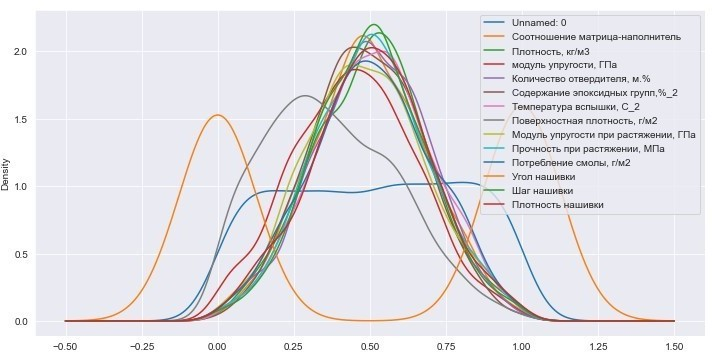 Unnamed: 0
Соотношение матрица-наполнитель
Плотность, кг/м3
модуль упругости, ГПа
Количество отвердителя, м.%
Содержание эпоксидных групп,%_2
Температура вспышки, С_2
Поверхностная плотность, г/м2
Модуль упругости при растяжении, ГПа
Прочность при растяжении, МПа
Потребление смолы, г/м2
Угол нашивки
Шаг нашивки
Плотность нашивки
Density
2.0
1.5
1.0
0.5
0.0
−0.50 −0.25 0.00 0.25 0.50 0.75 1.00 1.25 1.50